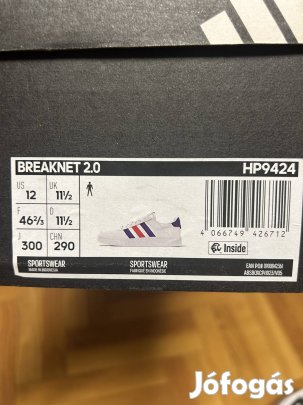 BREAKNET 2.0 HP9424
US UK
12 11½
F D
46⅔ 11½
J CHN
300 290
4 066749 426712
Inside
SPORTSWEAR SPORTSWEAR
MADE IN INDONESIA FABRIQUÉ EN INDONÉSIE
Jófogás